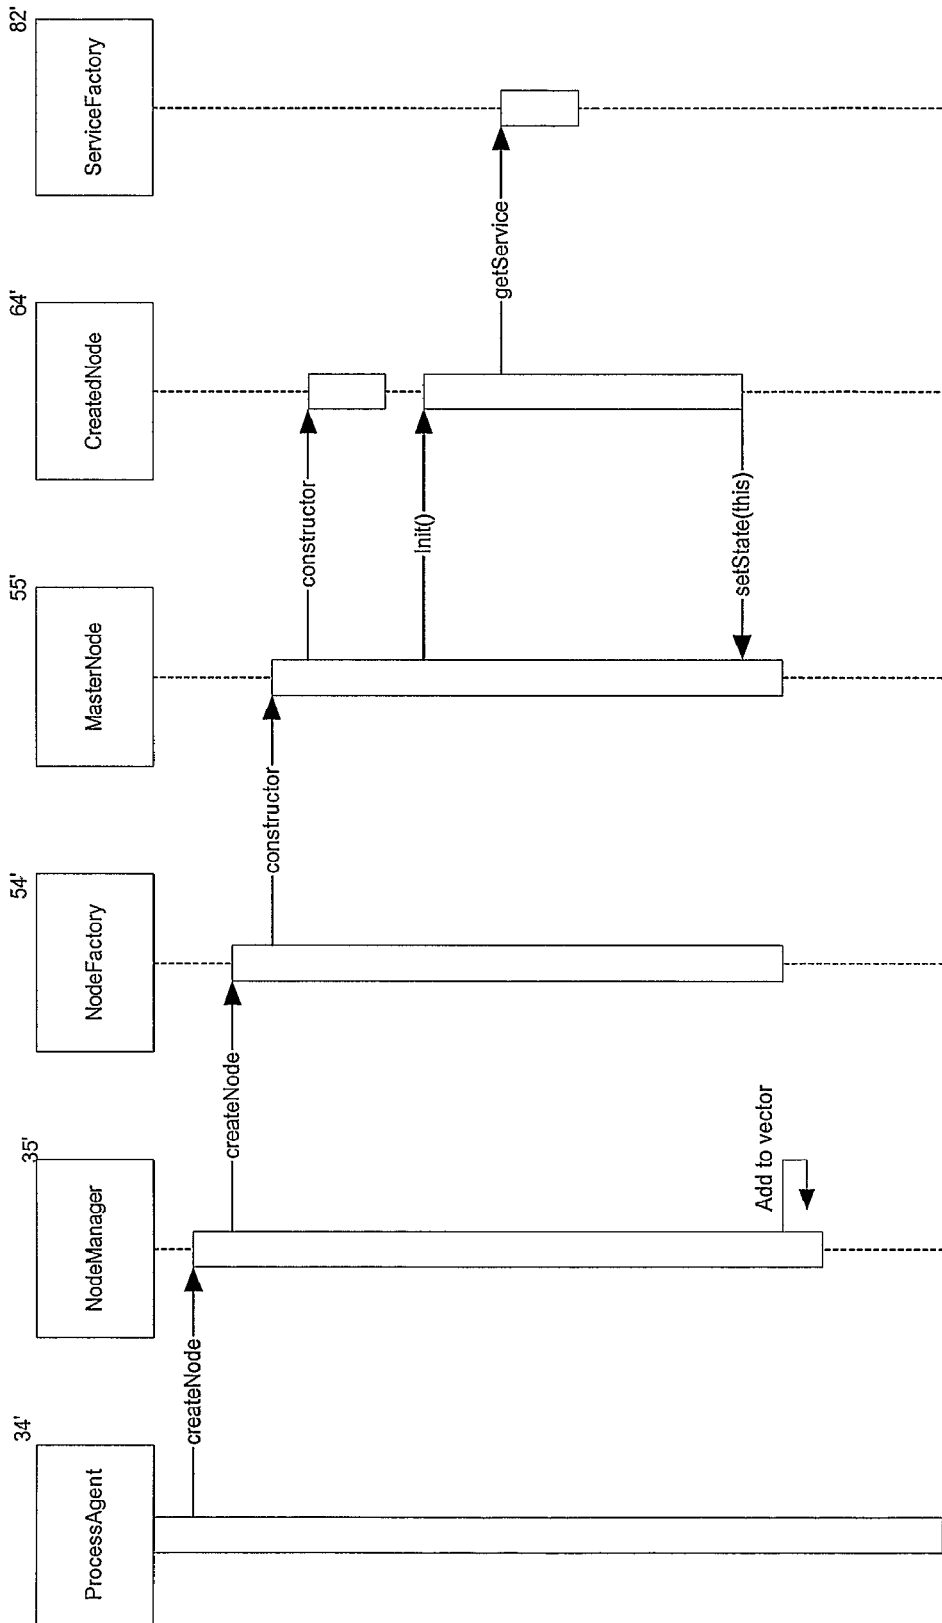 34'
ProcessAgent
35'
NodeManager
54'
NodeFactory
55'
MasterNode
64'
CreatedNode
82'
ServiceFactory
createNode
createNode
constructor
constructor
Init()
getService
setState(this)
Add to vector